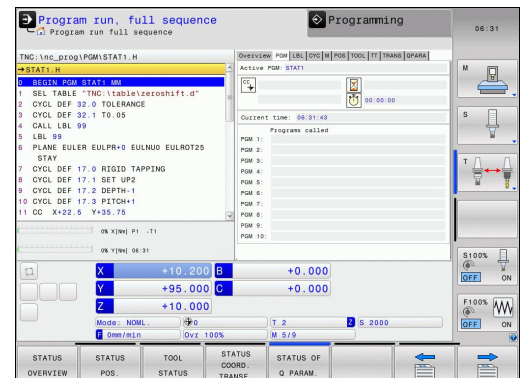 Program run, full sequence
Program run full sequence
Programming
06:31
TNC:\nc_prog\PGM\STAT1.H
→STAT1.H
0 BEGIN PGM STAT1 MM
1 SEL TABLE "TNC:\table\zeroshift.d"
2 CYCL DEF 32.0 TOLERANCE
3 CYCL DEF 32.1 T0.05
4 CALL LBL 99
5 LBL 99
6 PLANE EULER EULPR+0 EULNU0 EULROT25
STAY
7 CYCL DEF 17.0 RIGID TAPPING
8 CYCL DEF 17.1 SET UP2
9 CYCL DEF 17.2 DEPTH-1
10 CYCL DEF 17.3 PITCH+1
11 CC X+22.5 Y+35.75
0% X[Nm] P1 -T1
0% Y[Nm] 06:31
Overview PGM LBL CYC M POS TOOL TT TRANS QPARA
Active PGM: STAT1
CC
00:00:00
Current time: 06:31:43
Programs called
PGM 1:
PGM 2:
PGM 3:
PGM 4:
PGM 5:
PGM 6:
PGM 7:
PGM 8:
PGM 9:
PGM 10:
X +10.200 B +0.000
Y +95.000 C +0.000
Z +10.000
Mode: NOML. 0 T 2 Z S 2000
F 0mm/min Ovr 100% M 5/9
M
S
T
S100%
OFF ON
F100%
OFF ON
STATUS OVERVIEW
STATUS POS.
TOOL STATUS
STATUS COORD. TRANSF.
STATUS OF Q PARAM.